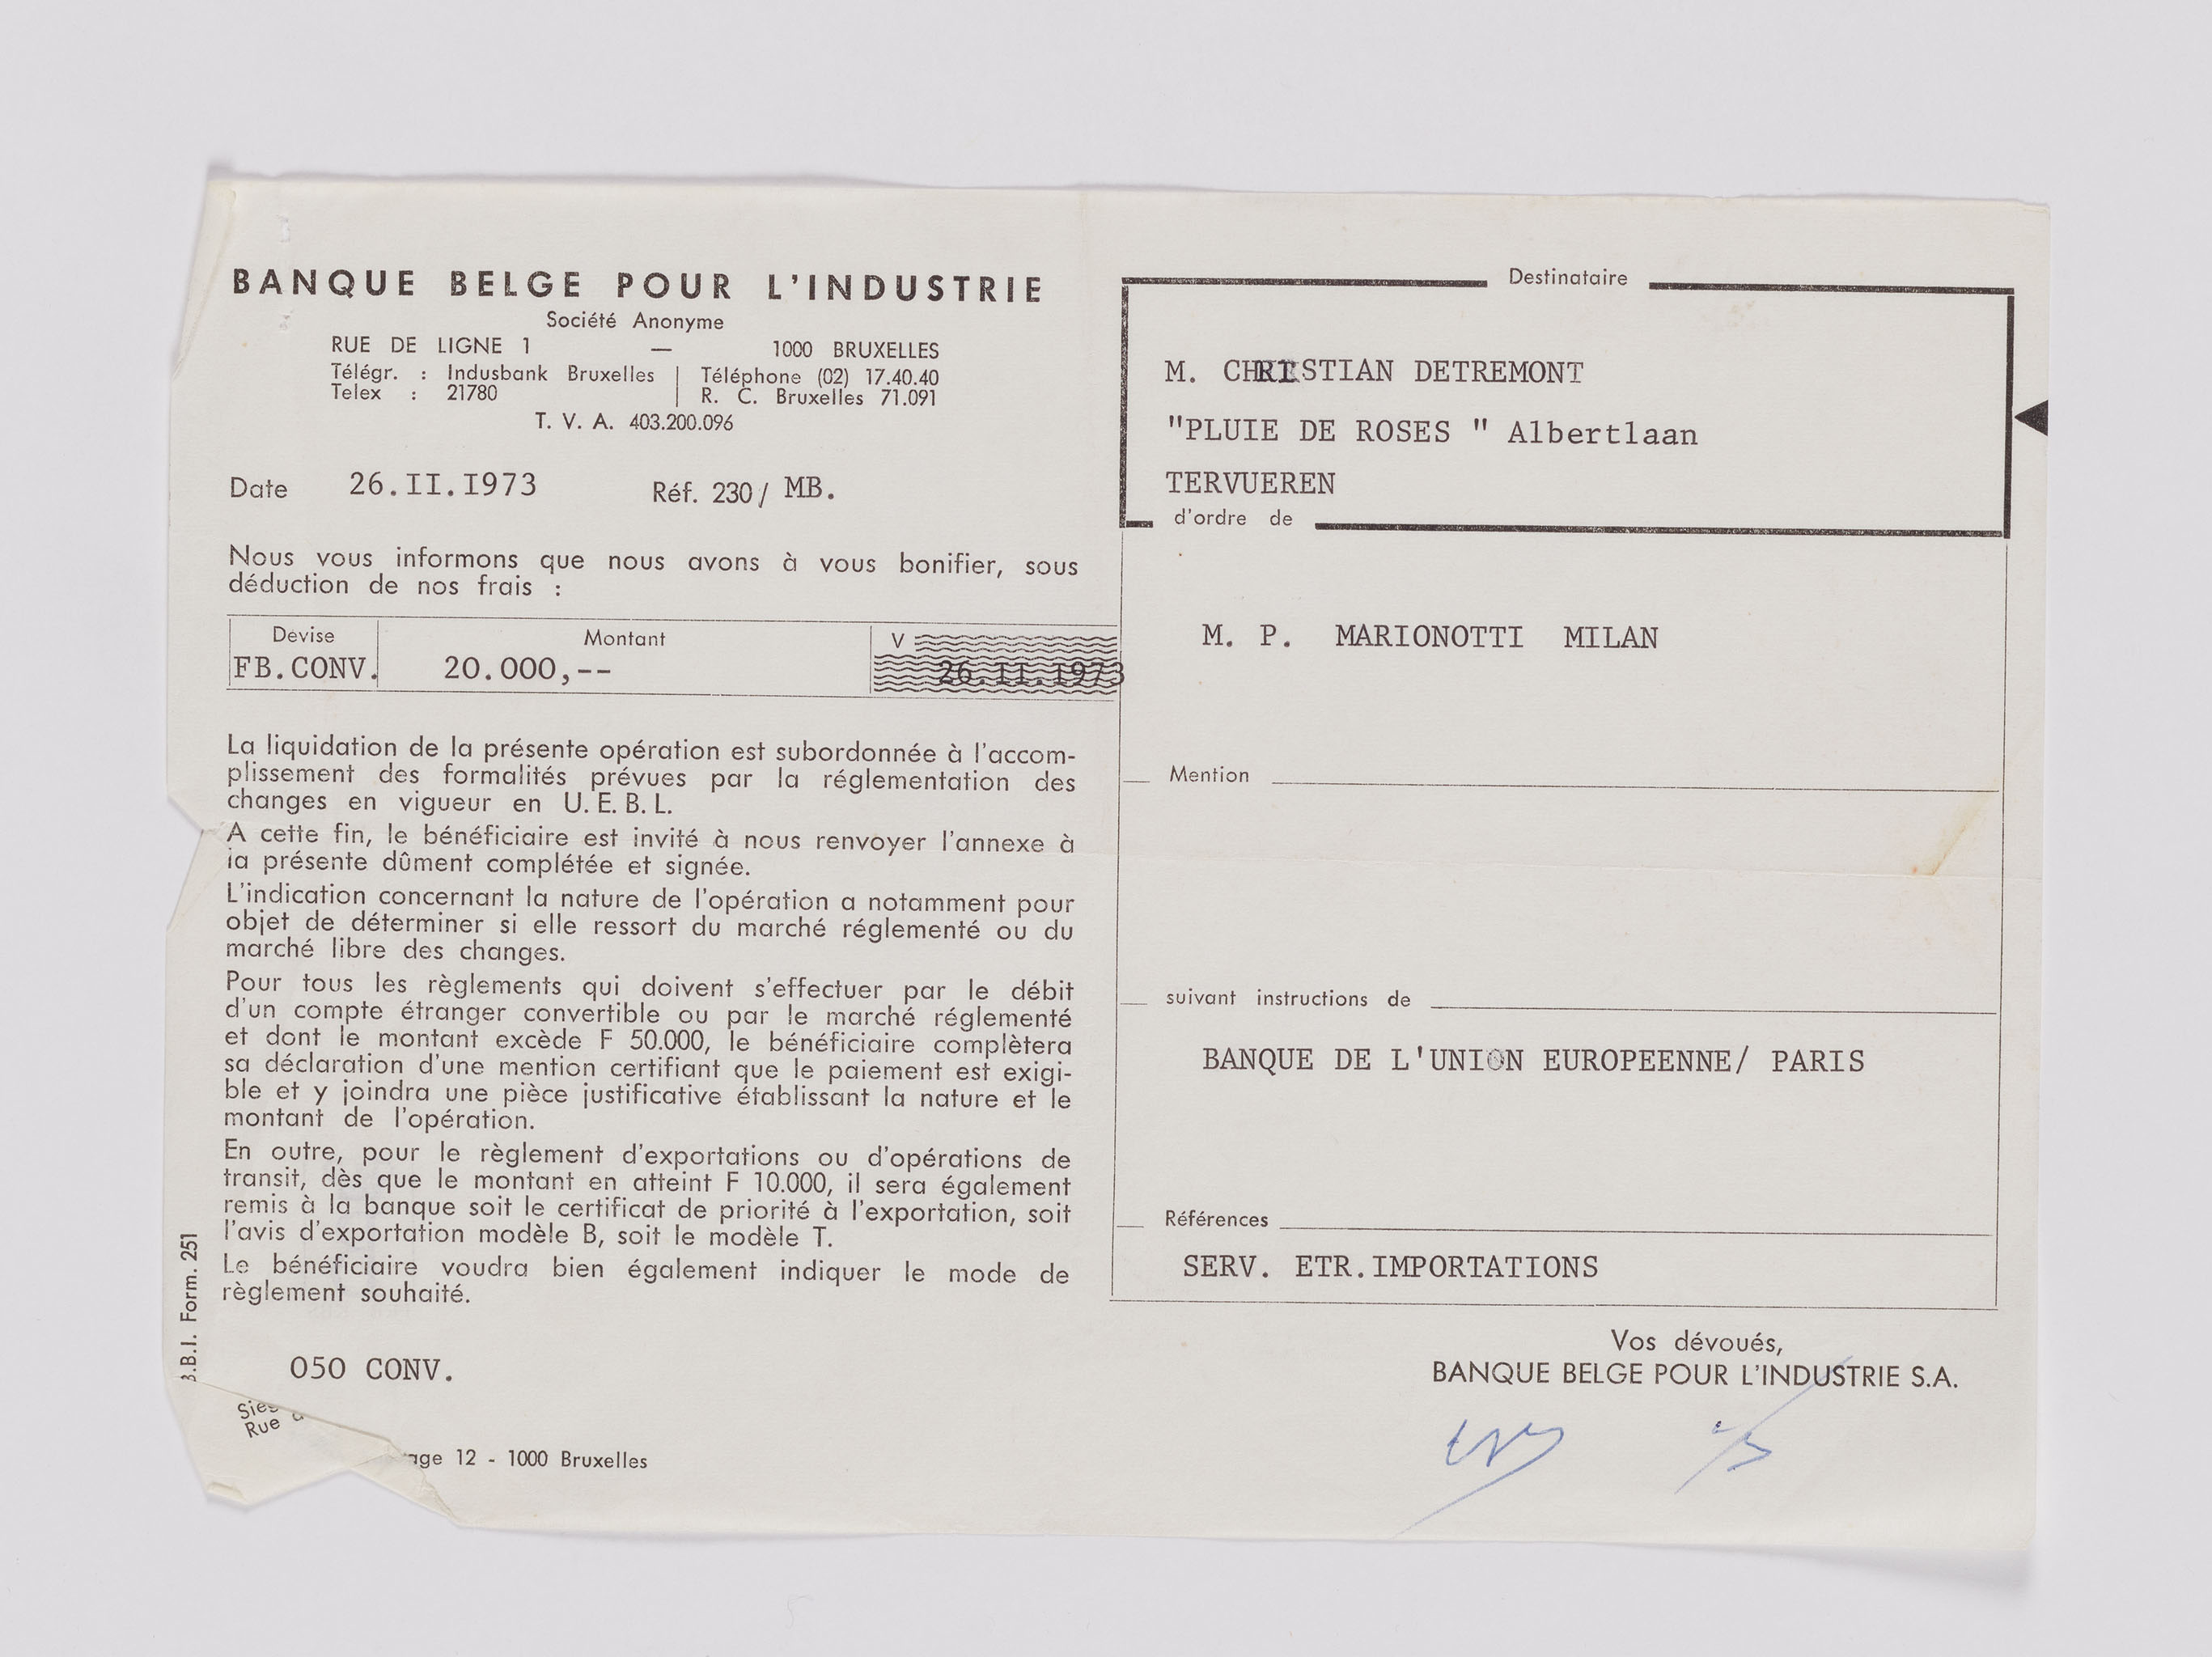 BANQUE BELGE POUR L'INDUSTRIE
Société Anonyme
RUE DE LIGNE 1 — 1000 BRUXELLES
Télégr. : Indusbank Bruxelles | Téléphone (02) 17.40.40
Telex : 21780 | R. C. Bruxelles 71.091
T. V. A. 403.200.096
Date 26.II.I973 Réf. 230/ MB.
Nous vous informons que nous avons à vous bonifier, sous
déduction de nos frais :
Devise Montant V
FB.CONV. 20.000,-- 26.II.I973
La liquidation de la présente opération est subordonnée à l'accom-
plissement des formalités prévues par la réglementation des
changes en vigueur en U. E. B. L.
A cette fin, le bénéficiaire est invité à nous renvoyer l'annexe à
la présente dûment complétée et signée.
L'indication concernant la nature de l'opération a notamment pour
objet de déterminer si elle ressort du marché réglementé ou du
marché libre des changes.
Pour tous les règlements qui doivent s'effectuer par le débit
d'un compte étranger convertible ou par le marché réglementé
et dont le montant excède F 50.000, le bénéficiaire complètera
sa déclaration d'une mention certifiant que le paiement est exigi-
ble et y joindra une pièce justificative établissant la nature et le
montant de l'opération.
En outre, pour le règlement d'exportations ou d'opérations de
transit, dès que le montant en atteint F 10.000, il sera également
remis à la banque soit le certificat de priorité à l'exportation, soit
l'avis d'exportation modèle B, soit le modèle T.
Le bénéficiaire voudra bien également indiquer le mode de
règlement souhaité.
050 CONV.
Rue
12 - 1000 Bruxelles
B.B.I. Form. 251
Destinataire
M. CHRISTIAN DETREMONT
"PLUIE DE ROSES " Albertlaan
TERVUEREN
d'ordre de
M. P. MARIONOTTI MILAN
Mention
suivant instructions de
BANQUE DE L'UNION EUROPEENNE/ PARIS
Références
SERV. ETR.IMPORTATIONS
Vos dévoués,
BANQUE BELGE POUR L'INDUSTRIE S.A.